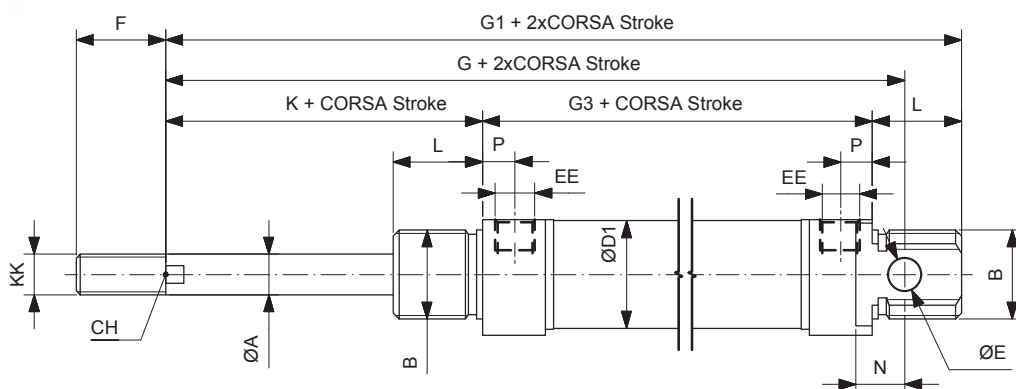 F
G1 + 2xCORSA Stroke
G + 2xCORSA Stroke
K + CORSA Stroke
G3 + CORSA Stroke
L
L
P
P
EE
EE
KK
ØD1
B
CH
ØA
B
N
ØE